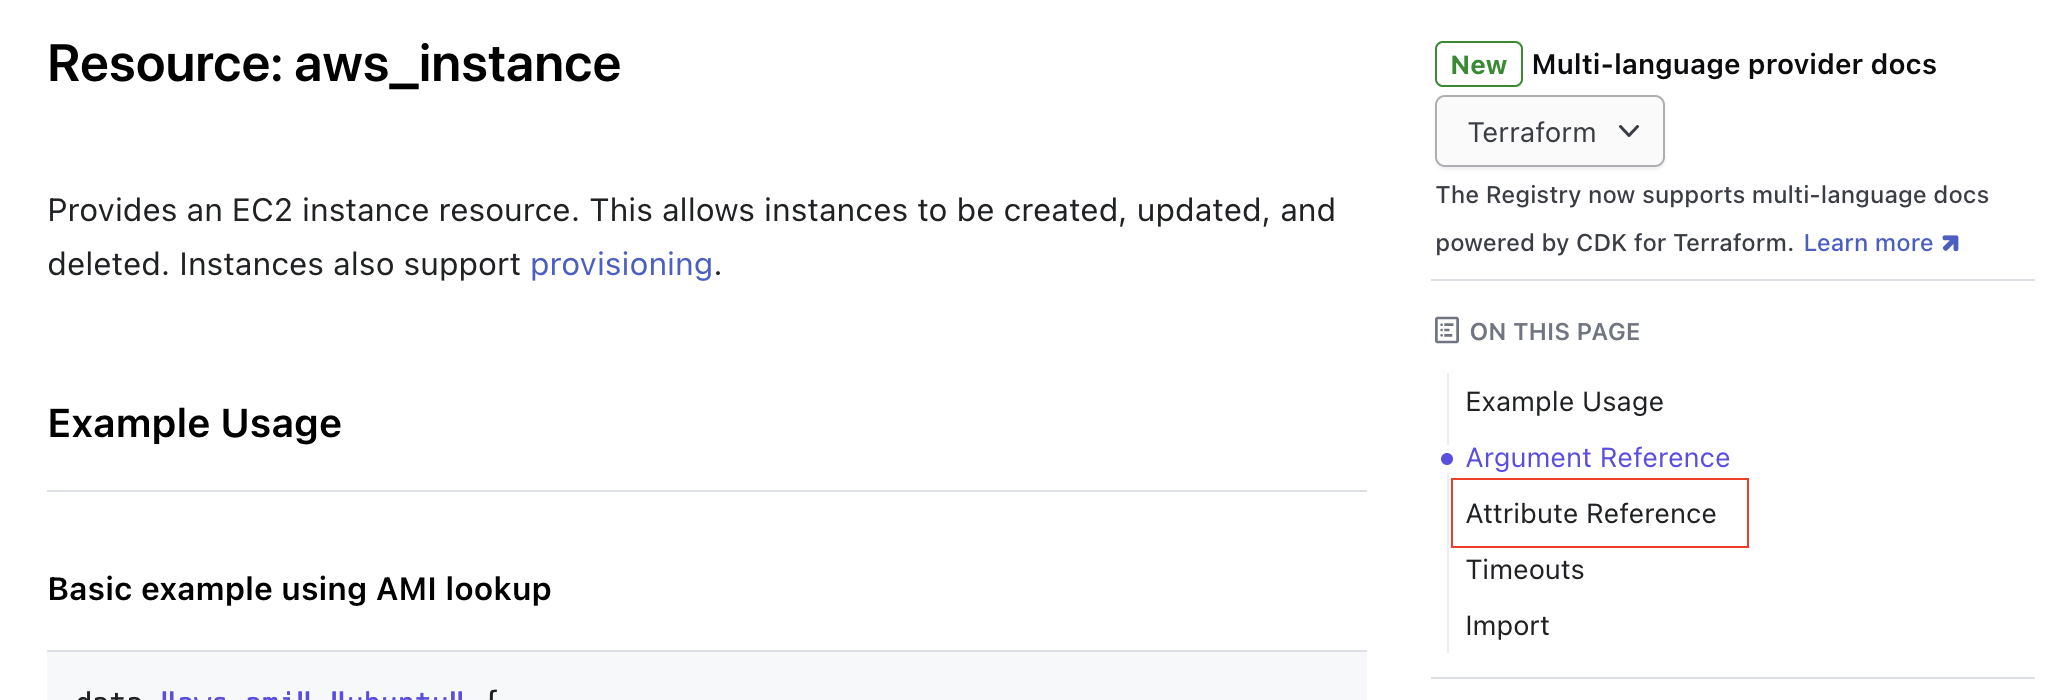 Resource: aws_instance
Provides an EC2 instance resource. This allows instances to be created, updated, and
deleted. Instances also support provisioning.
Example Usage
Basic example using AMI lookup
data "aws_ami" "ubuntu" {
New Multi-language provider docs
Terraform
The Registry now supports multi-language docs
powered by CDK for Terraform. Learn more
ON THIS PAGE
Example Usage
Argument Reference
Attribute Reference
Timeouts
Import